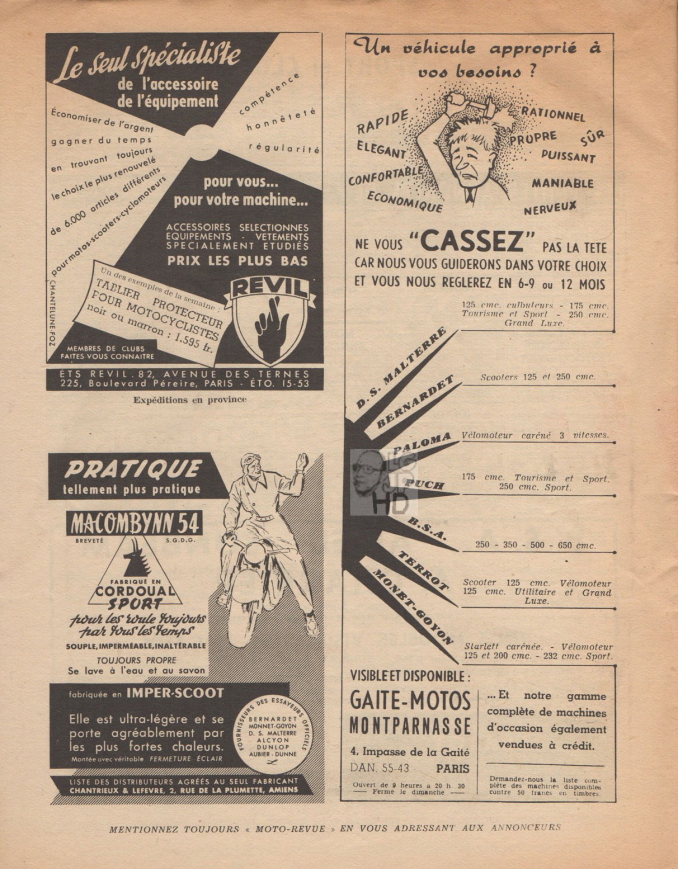 Le Seul Spécialiste
de l'accessoire
de l'équipement
compétence
honnêteté
régularité
Économiser de l'argent
gagner du temps
en trouvant toujours
le choix le plus renouvelé
de 6.000 articles différents
pour motos-scooters-cyclomoteurs
pour vous...
pour votre machine...
ACCESSOIRES SELECTIONNES
EQUIPEMENTS - VETEMENTS
SPECIALEMENT ETUDIES
PRIX LES PLUS BAS
Un des exemples de la semaine :
TABLIER PROTECTEUR
POUR MOTOCYCLISTES
noir ou marron : 1.595 fr.
REVIL
CHANTELUNE-FOZ
MEMBRES DE CLUBS
FAITES VOUS CONNAITRE
ÉTS REVIL. 82, AVENUE DES TERNES
225, Boulevard Péreire, PARIS - ÉTO. 15-53
Expéditions en province
PRATIQUE
tellement plus pratique
MACOMBYNN 54
BREVETÉ S.G.D.G.
FABRIQUÉ EN
CORDOUAL
SPORT
pour les route toujours
par tous les temps
SOUPLE, IMPERMÉABLE, INALTÉRABLE
TOUJOURS PROPRE
Se lave à l'eau et au savon
fabriquée en IMPER-SCOOT
Elle est ultra-légère et se
porte agréablement par
les plus fortes chaleurs.
Montée avec véritable FERMETURE ÉCLAIR
FOURNISSEURS DES ESSAYEURS OFFICIELS
BERNARDET
MONNET-GOYON
D. S. MALTERRE
ALCYON
DUNLOP
AUBIER-DUNNE
LISTE DES DISTRIBUTEURS AGRÉÉS AU SEUL FABRICANT
CHANTRIEUX & LEFEVRE, 2, RUE DE LA PLUMETTE, AMIENS
Un véhicule approprié à
vos besoins ?
RAPIDE
ELEGANT
CONFORTABLE
ECONOMIQUE
RATIONNEL
PROPRE
SÛR
PUISSANT
MANIABLE
NERVEUX
NE VOUS "CASSEZ" PAS LA TETE
CAR NOUS VOUS GUIDERONS DANS VOTRE CHOIX
ET VOUS NOUS REGLEREZ EN 6-9 ou 12 MOIS
D.S. MALTERRE
125 cmc. culbuteurs - 175 cmc.
Tourisme et Sport - 250 cmc.
Grand Luxe.
BERNARDET
Scooters 125 et 250 cmc.
PALOMA
Vélomoteur caréné 3 vitesses.
PUCH
175 cmc. Tourisme et Sport.
250 cmc. Sport.
B.S.A.
250 - 350 - 500 - 650 cmc.
TERROT
Scooter 125 cmc. Vélomoteur
125 cmc. Utilitaire et Grand
Luxe.
MONET-GOYON
Starlett carénée. - Vélomoteur
125 et 200 cmc. - 232 cmc. Sport.
HD
VISIBLE ET DISPONIBLE :
GAITE-MOTOS
MONTPARNASSE
4, Impasse de la Gaité
DAN. 55-43 PARIS
Ouvert de 9 heures à 20 h. 30
— Fermé le dimanche —
... Et notre gamme
complète de machines
d'occasion également
vendues à crédit.
Demandez-nous la liste com-
plète des machines disponibles
contre 50 francs en timbres.
MENTIONNEZ TOUJOURS « MOTO-REVUE » EN VOUS ADRESSANT AUX ANNONCEURS